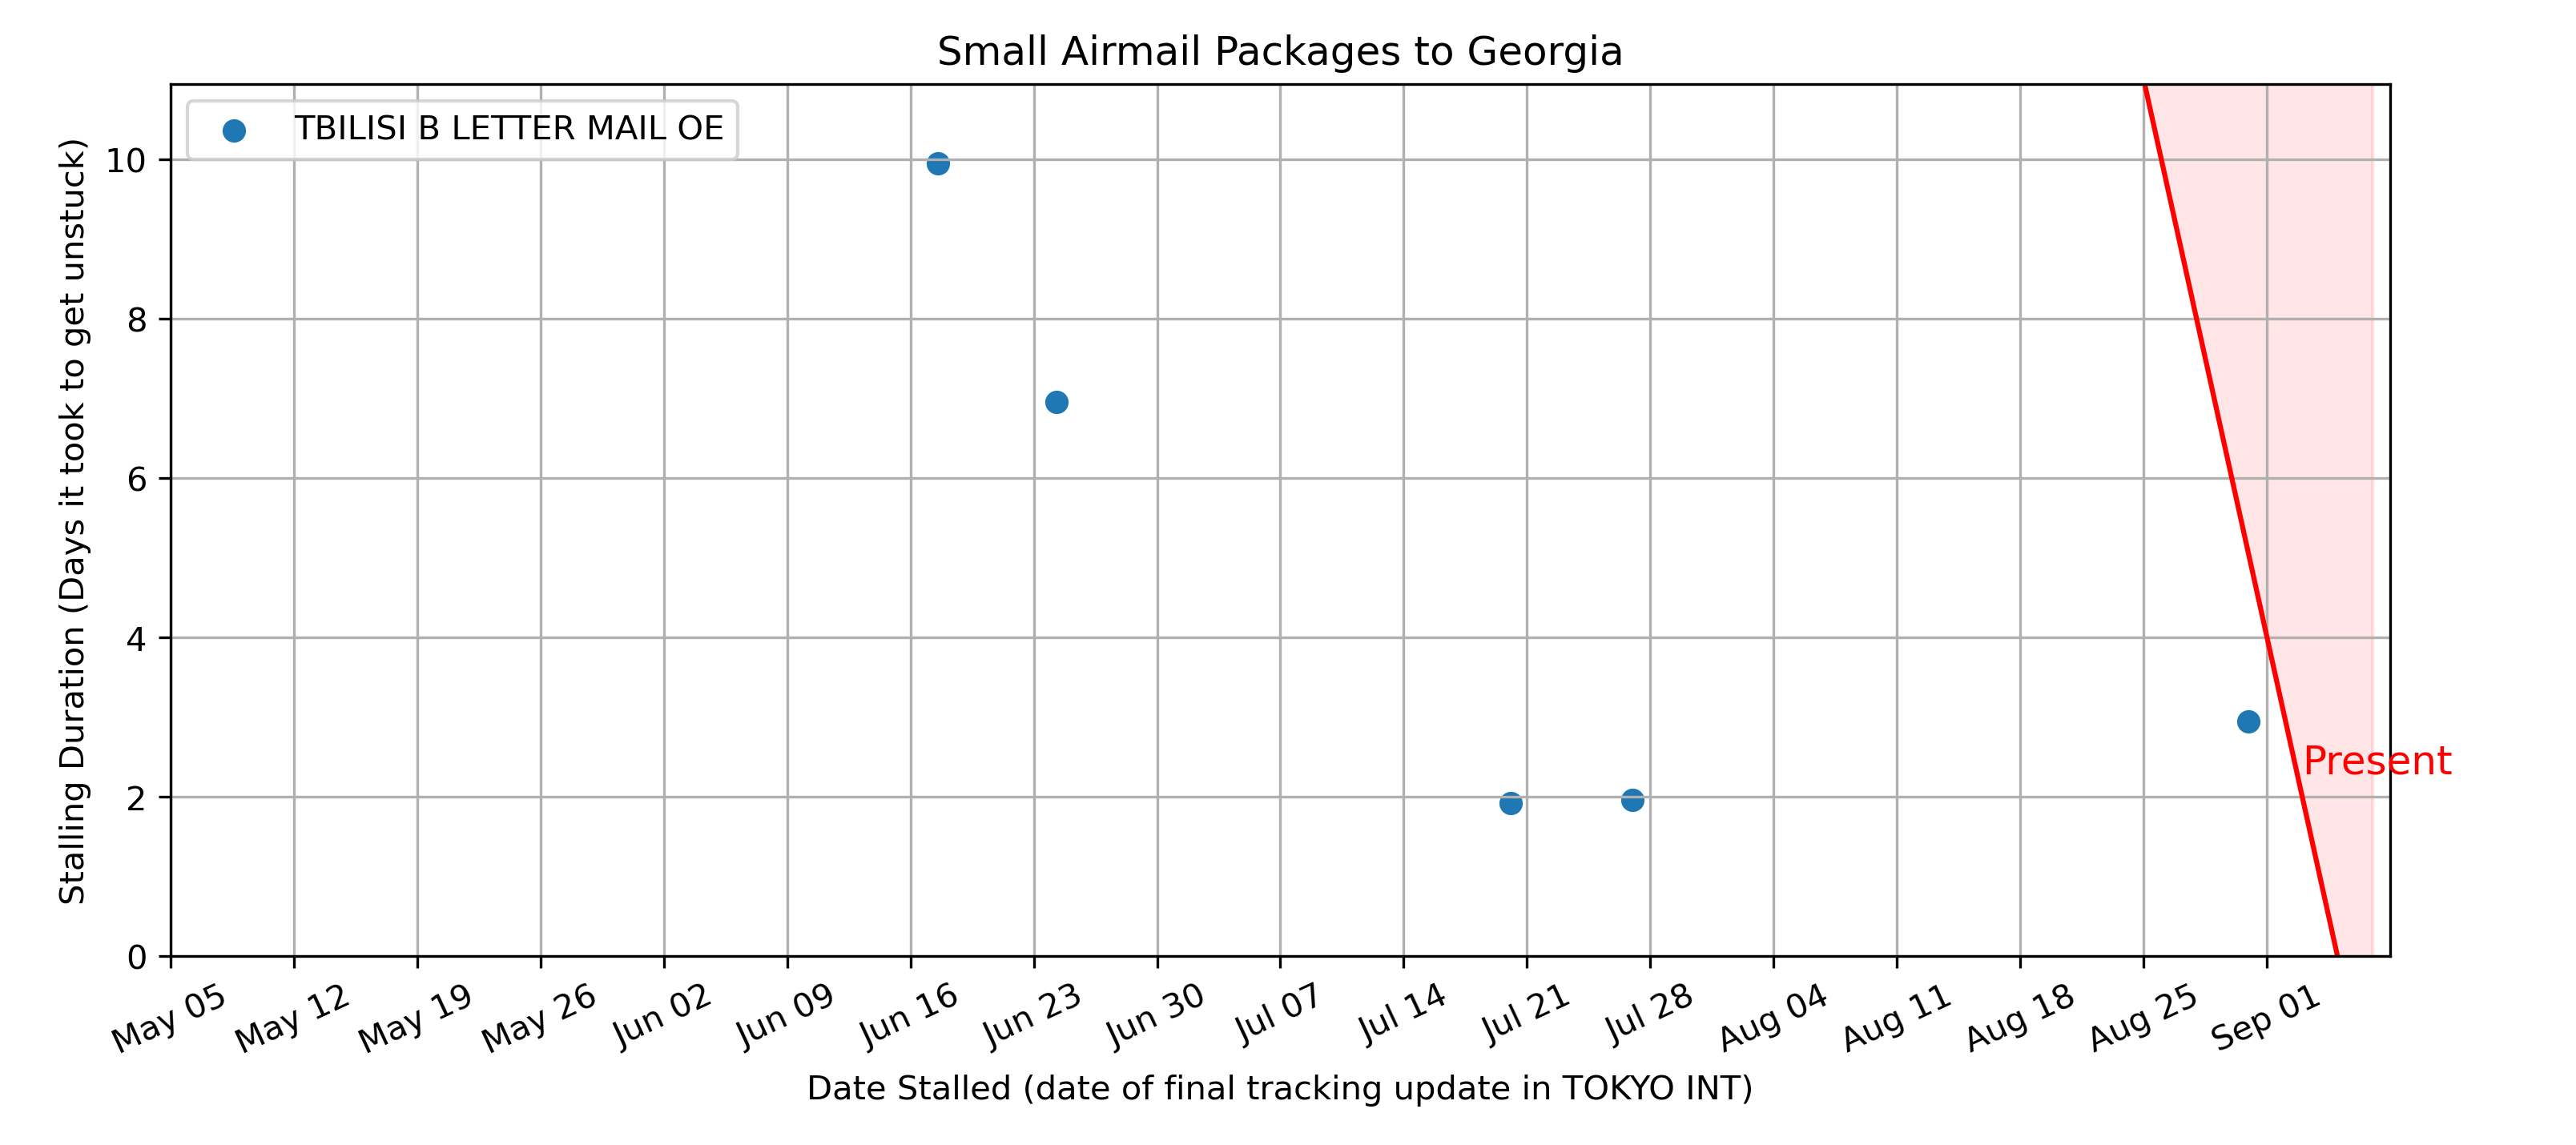 Small Airmail Packages to Georgia
TBILISI B LETTER MAIL OE
Stalling Duration (Days it took to get unstuck)
10
8
6
4
2
0
Present
May 05
May 12
May 19
May 26
Jun 02
Jun 09
Jun 16
Jun 23
Jun 30
Jul 07
Jul 14
Jul 21
Jul 28
Aug 04
Aug 11
Aug 18
Aug 25
Sep 01
Date Stalled (date of final tracking update in TOKYO INT)